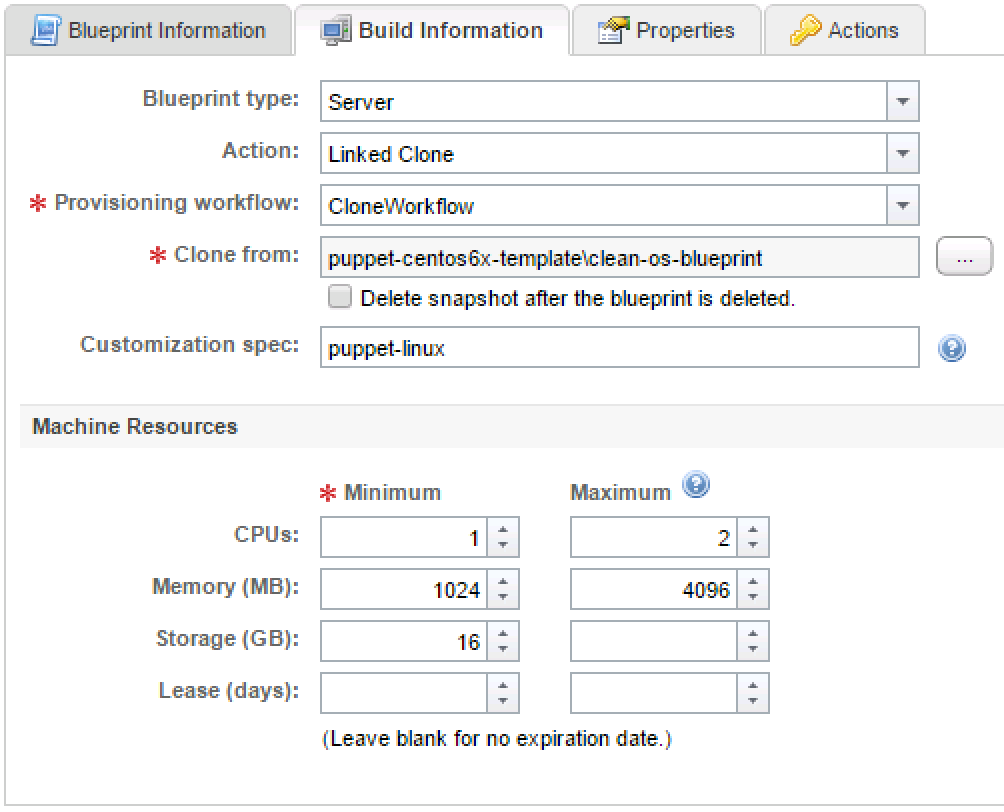 Blueprint Information Build Information Properties Actions
Blueprint type: Server
Action: Linked Clone
* Provisioning workflow: CloneWorkflow
* Clone from: puppet-centos6x-template\clean-os-blueprint ...
Delete snapshot after the blueprint is deleted.
Customization spec: puppet-linux ?
Machine Resources
* Minimum Maximum ?
CPUs: 1 2
Memory (MB): 1024 4096
Storage (GB): 16
Lease (days):
(Leave blank for no expiration date.)